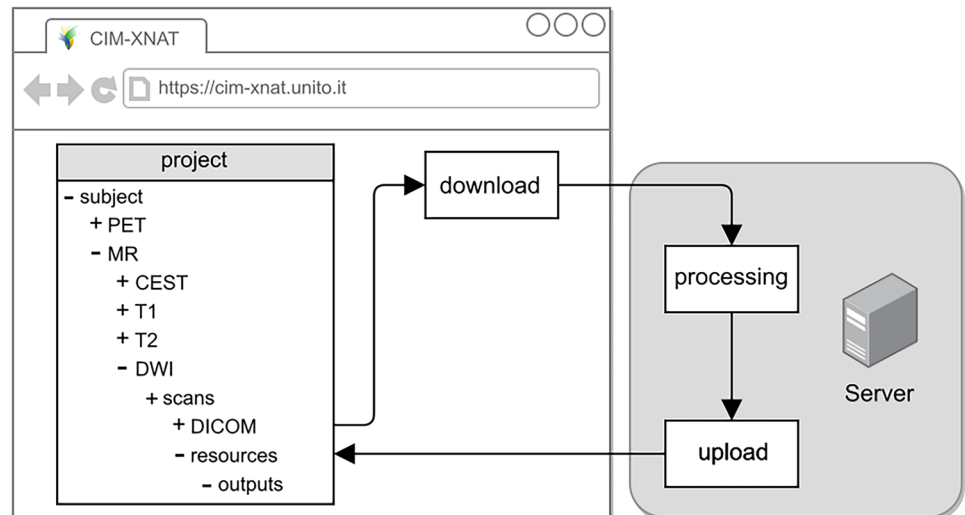 CIM-XNAT
https://cim-xnat.unito.it
project
- subject
+ PET
- MR
+ CEST
+ T1
+ T2
- DWI
+ scans
+ DICOM
- resources
- outputs
download
processing
Server
upload